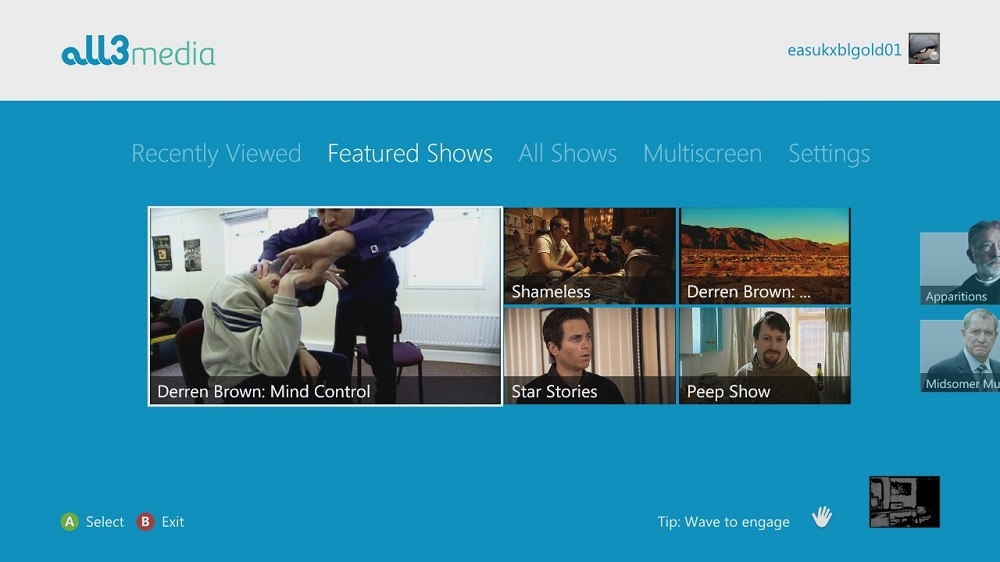 all3media
easukxblgold01
Recently Viewed Featured Shows All Shows Multiscreen Settings
Shameless
Derren Brown: ...
Apparitions
Derren Brown: Mind Control
Star Stories
Peep Show
Midsomer Mu
A Select B Exit
Tip: Wave to engage